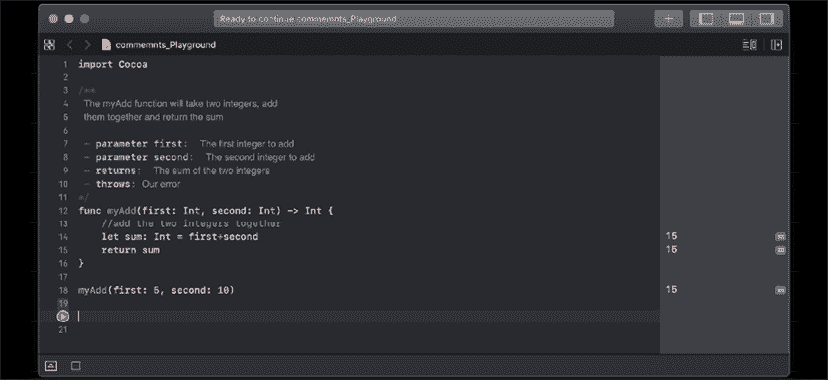 Ready to continue commemnts_Playground
commemnts_Playground
1 import Cocoa
2
3 /**
4 The myAdd function will take two integers, add
5 them together and return the sum
6
7 - parameter first: The first integer to add
8 - parameter second: The second integer to add
9 - returns: The sum of the two integers
10 - throws: Our error
11 */
12 func myAdd(first: Int, second: Int) -> Int {
13 //add the two integers together
14 let sum: Int = first+second 15
15 return sum 15
16 }
17
18 myAdd(first: 5, second: 10) 15
19
21